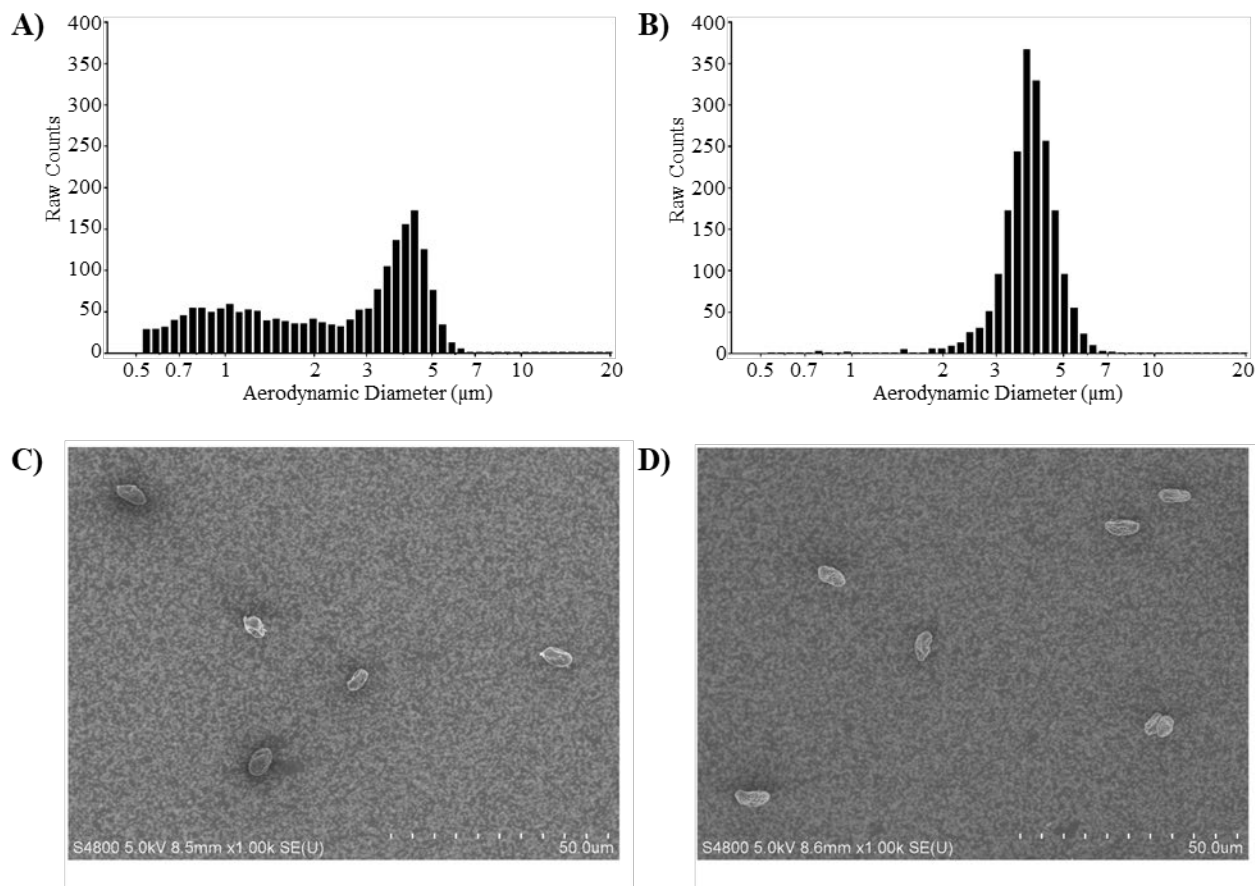 A)
400
350
300
250
200
150
100
50
0
Raw Counts
0.5 0.7 1 2 3 5 7 10 20
Aerodynamic Diameter (µm)
B)
400
350
300
250
200
150
100
50
0
Raw Counts
0.5 0.7 1 2 3 5 7 10 20
Aerodynamic Diameter (µm)
C)
S4800 5.0kV 8.5mm x1.00k SE(U) 50.0um
D)
S4800 5.0kV 8.6mm x1.00k SE(U) 50.0um